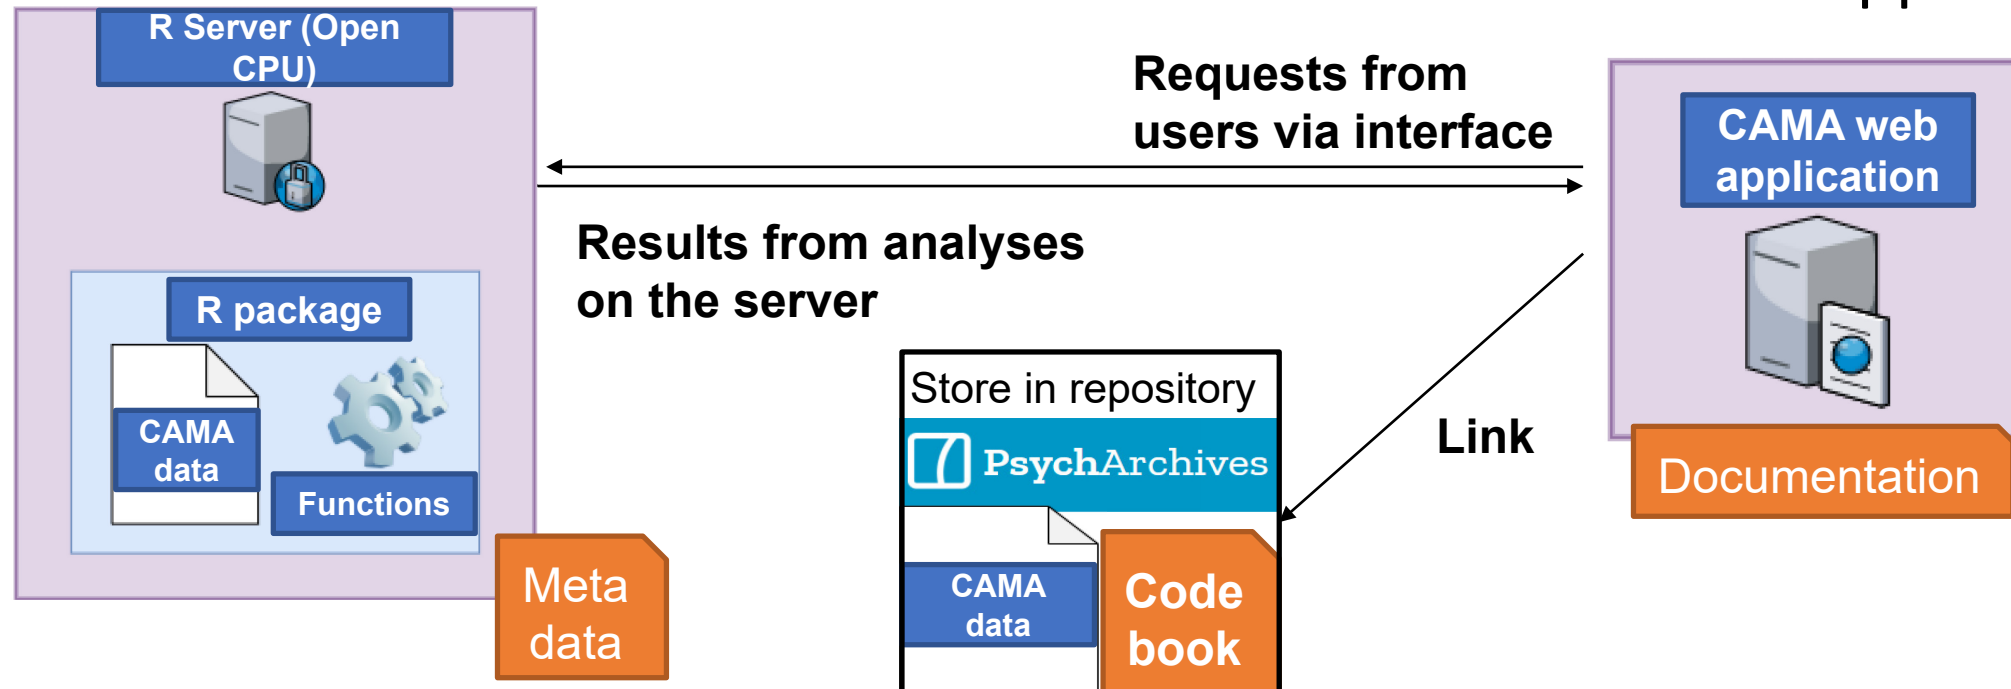 R Server (Open
CPU)
Requests from
users via interface
CAMA web
application
Results from analyses
on the server
R package
CAMA
data
Functions
Meta
data
Store in repository
PsychArchives
CAMA
data
Code
book
Link
Documentation